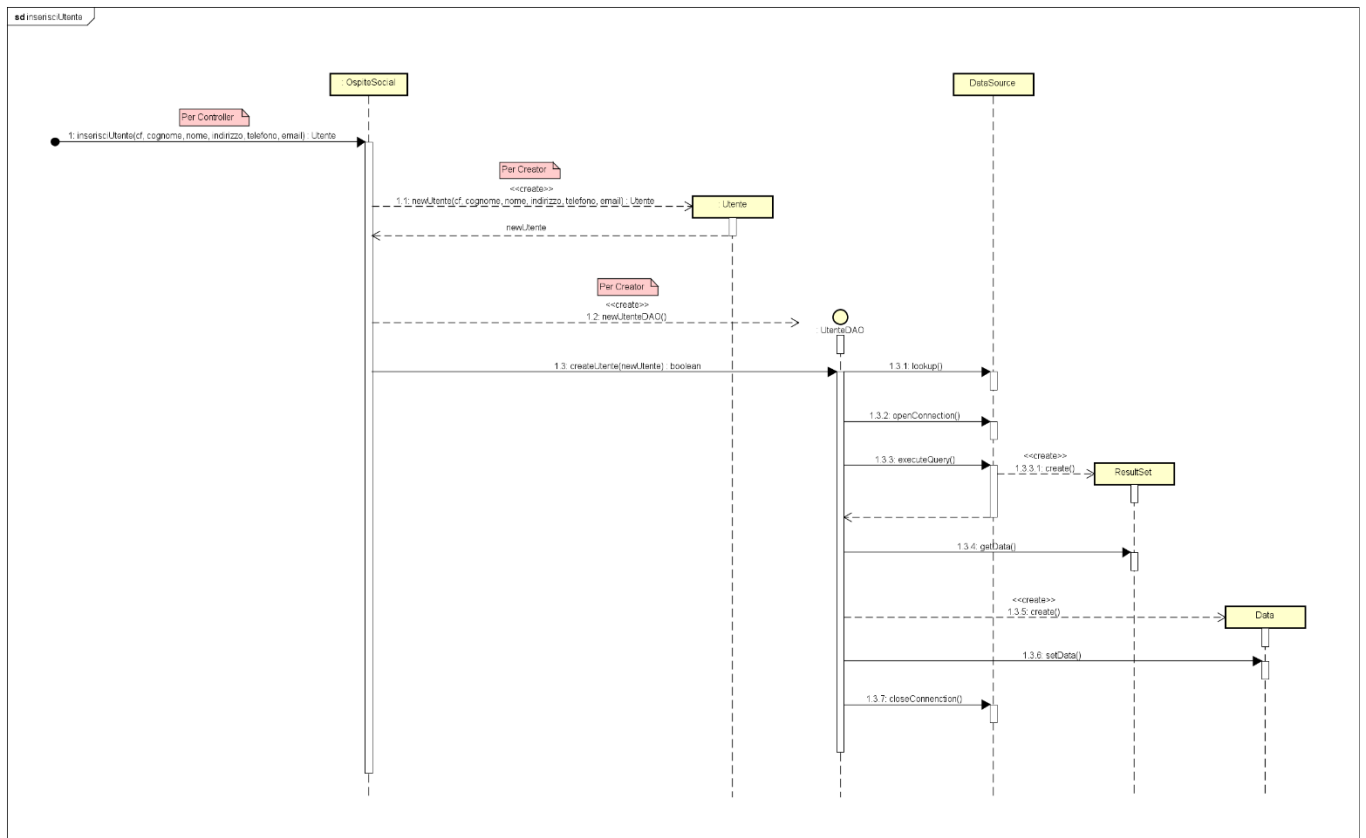 sd inserisciUtente
: OspiteSocial
DataSource
Per Controller
1: inserisciUtente(cf, cognome, nome, indirizzo, telefono, email) : Utente
Per Creator
<<create>>
1.1: newUtente(cf, cognome, nome, indirizzo, telefono, email) : Utente
: Utente
newUtente
Per Creator
<<create>>
1.2: newUtenteDAO()
: UtenteDAO
1.3: createUtente(newUtente) : boolean
1.3.1: lookup()
1.3.2: openConnection()
1.3.3: executeQuery()
<<create>>
1.3.3.1: create()
ResultSet
1.3.4: getData()
<<create>>
1.3.5: create()
Data
1.3.6: setData()
1.3.7: closeConnenction()